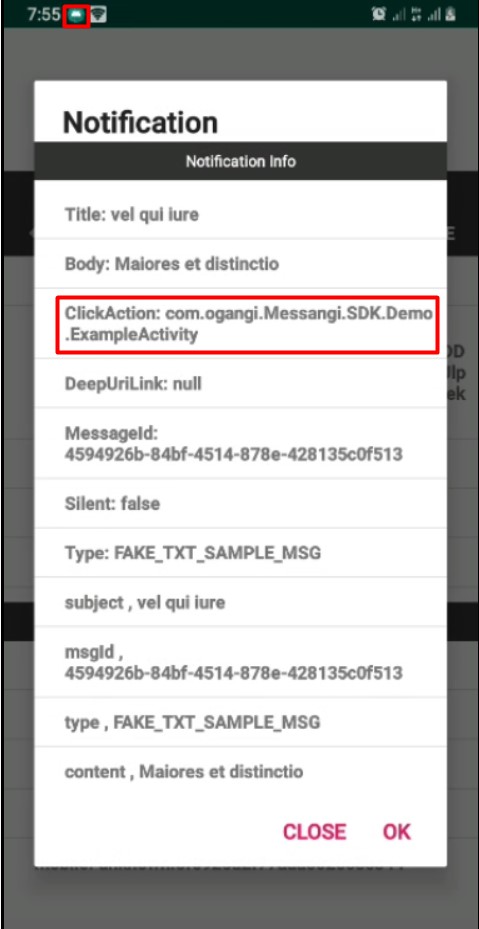 7:55
Notification
Notification Info
Title: vel qui iure
E
Body: Maiores et distinctio
ClickAction: com.ogangi.Messangi.SDK.Demo
.ExampleActivity
DeepUriLink: null
ek
MessageId:
4594926b-84bf-4514-878e-428135c0f513
Silent: false
Type: FAKE_TXT_SAMPLE_MSG
subject , vel qui iure
msgId ,
4594926b-84bf-4514-878e-428135c0f513
type , FAKE_TXT_SAMPLE_MSG
content , Maiores et distinctio
CLOSE OK